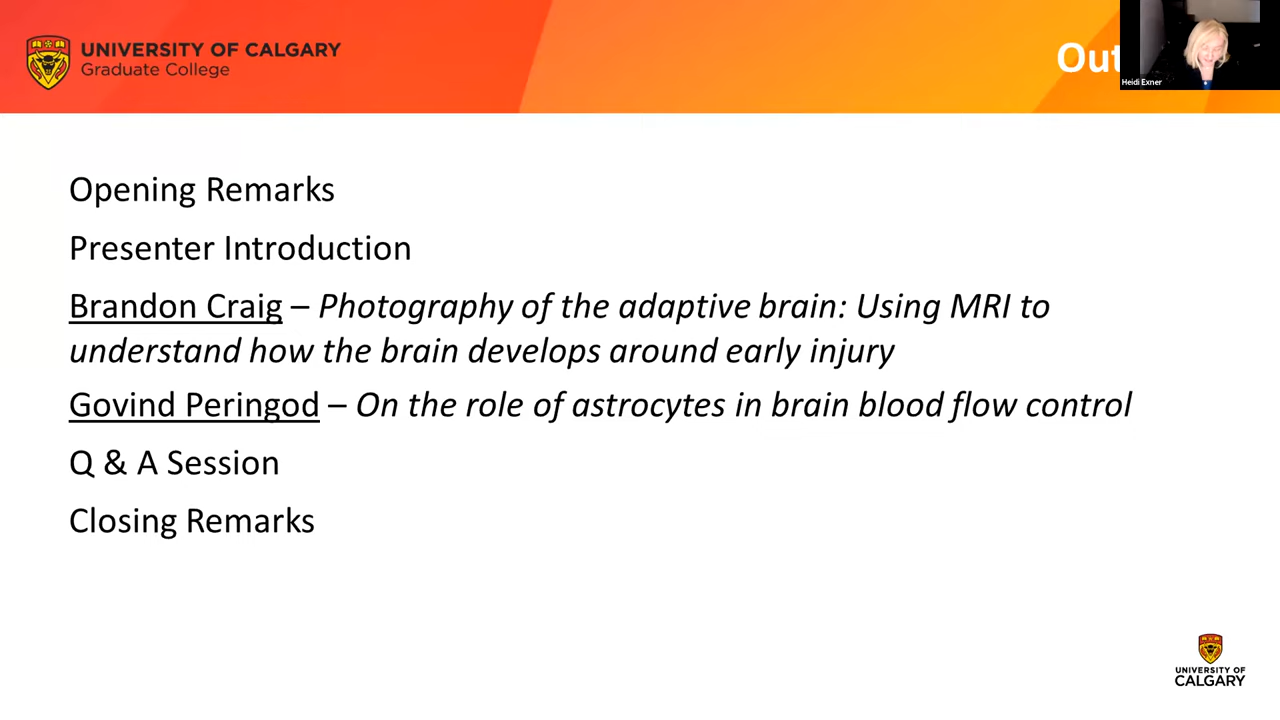 UNIVERSITY OF CALGARY
Graduate College
Out
Heidi Exner
Opening Remarks
Presenter Introduction
Brandon Craig – Photography of the adaptive brain: Using MRI to
understand how the brain develops around early injury
Govind Peringod – On the role of astrocytes in brain blood flow control
Q & A Session
Closing Remarks
UNIVERSITY OF
CALGARY